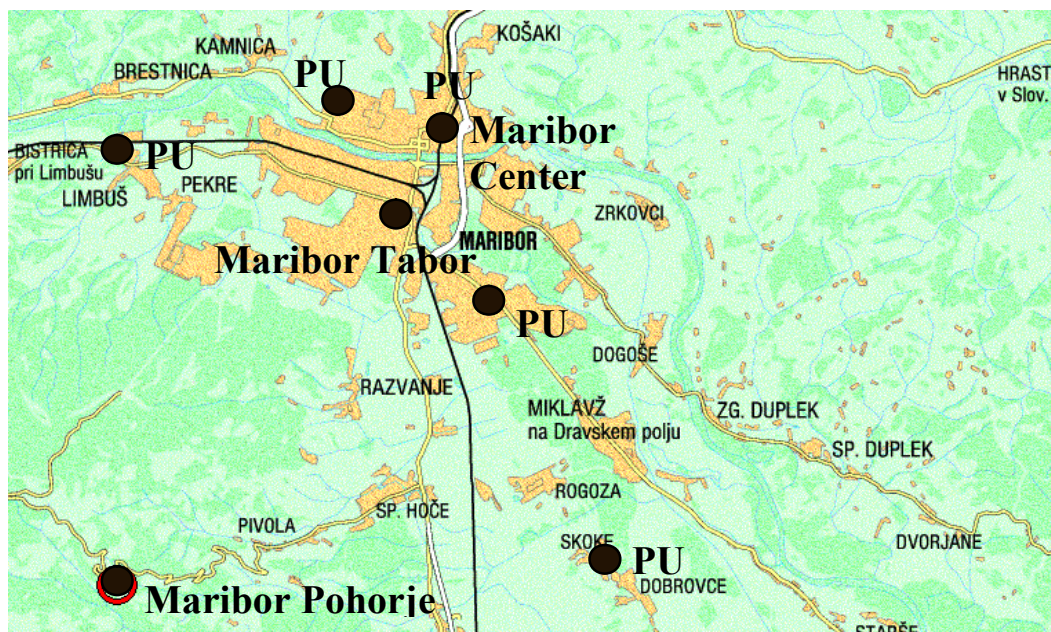 KOŠAKI
KAMNICA
BRESTNICA
PU
PU
HRAST
v Slov.
Maribor
Center
BISTRICA
pri Limbušu
PU
LIMBUŠ
PEKRE
ZRKOVCI
MARIBOR
Maribor Tabor
PU
DOGOŠE
RAZVANJE
MIKLAVŽ
na Dravskem polju
ZG. DUPLEK
SP. DUPLEK
ROGOZA
SP. HOČE
PIVOLA
SKOKE
PU
DVORJANE
DOBROVCE
Maribor Pohorje
STARŠE